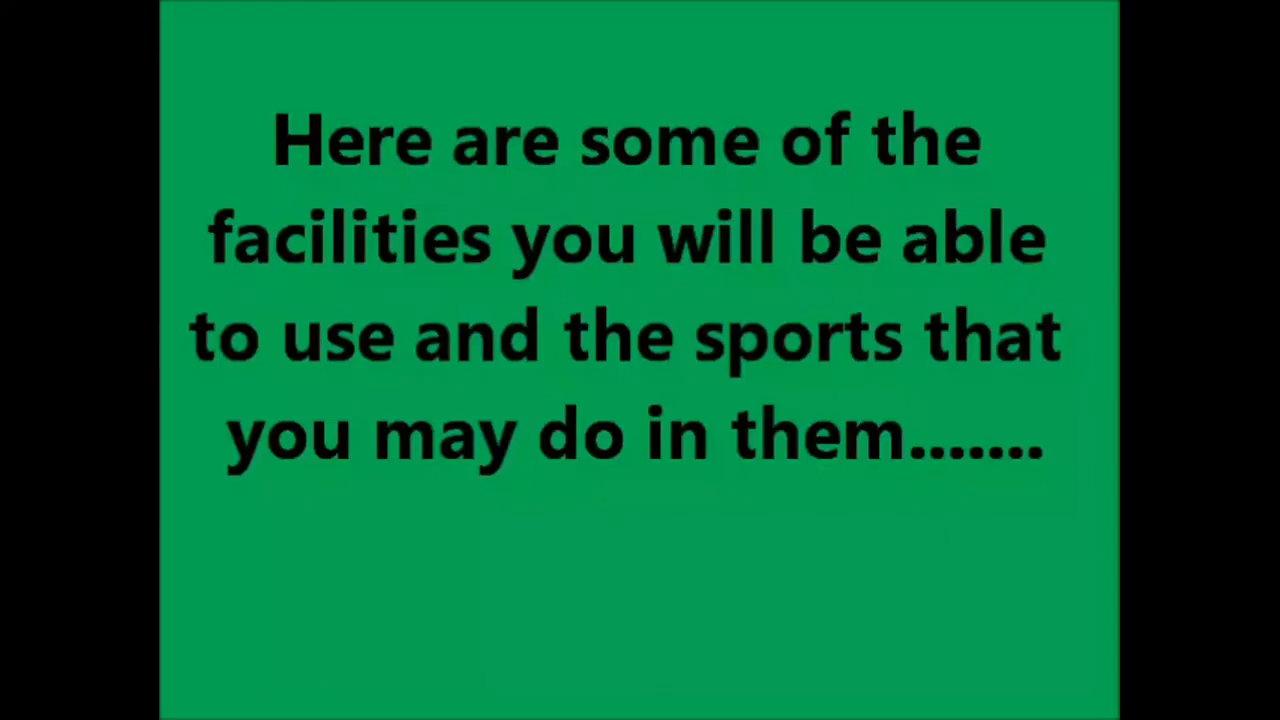 Here are some of the
facilities you will be able
to use and the sports that
you may do in them.......